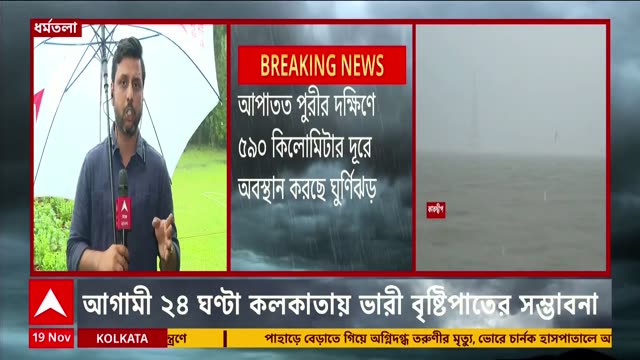 ধর্মতলা
BREAKING NEWS
আপাতত পুরীর দক্ষিণে
৫৯০ কিলোমিটার দূরে
অবস্থান করছে ঘুর্ণিঝড়
কাকদ্বীপ
আগামী ২৪ ঘণ্টা কলকাতায় ভারী বৃষ্টিপাতের সম্ভাবনা
19 Nov
KOLKATA
পাহাড়ে বেড়াতে গিয়ে অগ্নিদগ্ধ তরুণীর মৃত্যু, ভোরে চার্নক হাসপাতালে